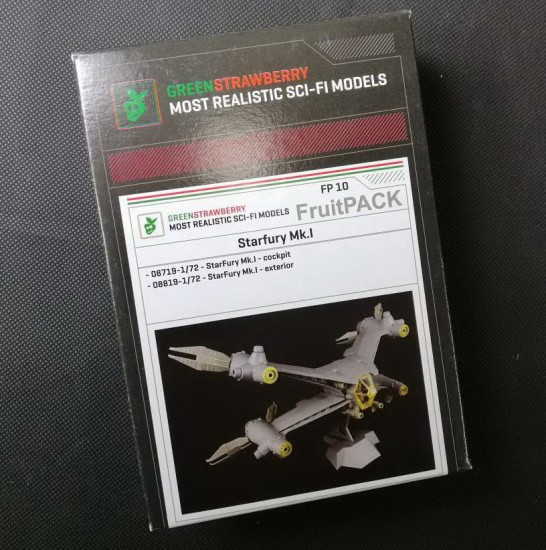 GREENSTRAWBERRY
MOST REALISTIC SCI-FI MODELS
FP 10
GREENSTRAWBERRY
MOST REALISTIC SCI-FI MODELS
FruitPACK
Starfury Mk.I
- 08719-1/72 - StarFury Mk.I - cockpit
- 08819-1/72 - StarFury Mk.I - exterior